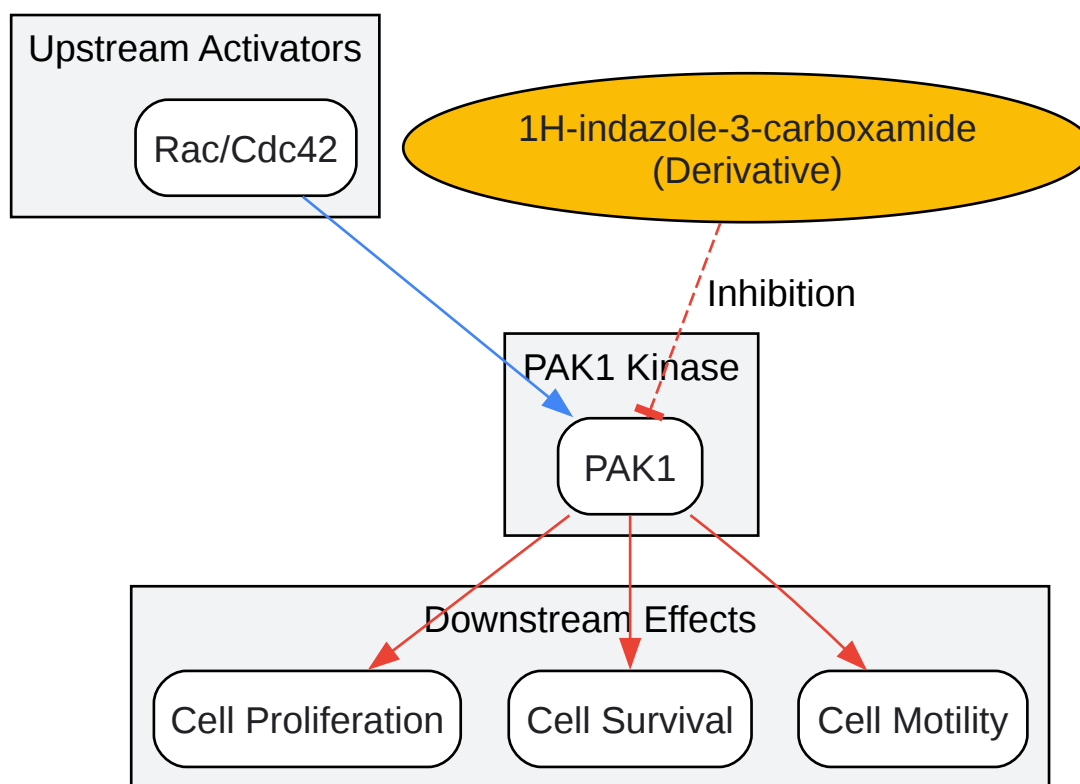 Upstream Activators
Rac/Cdc42
1H-indazole-3-carboxamide
(Derivative)
Inhibition
PAK1 Kinase
PAK1
Downstream Effects
Cell Proliferation
Cell Survival
Cell Motility